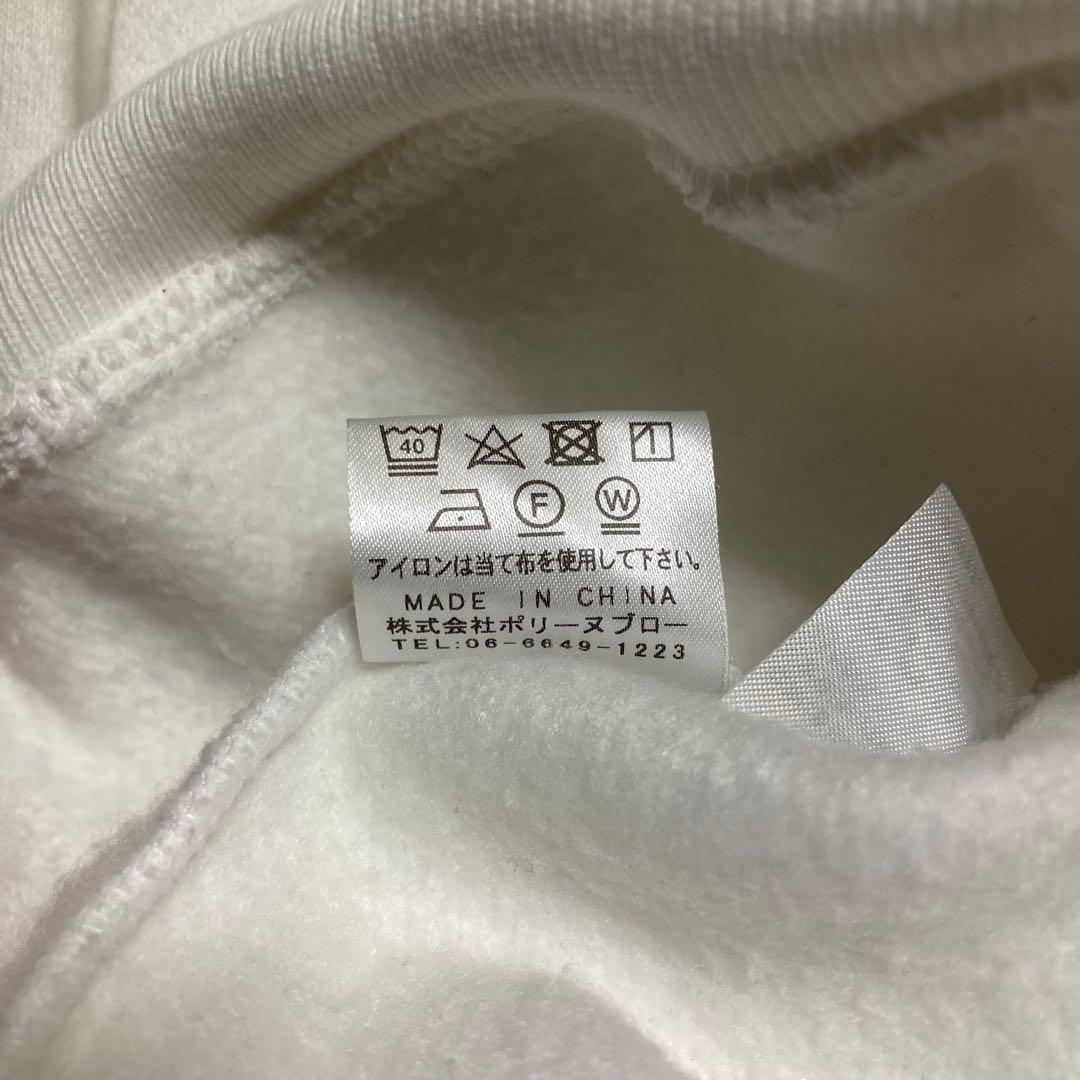 40
F W
アイロンは当て布を使用して下さい。
MADE IN CHINA
株式会社ポリーヌブロー
TEL:06-6649-1223